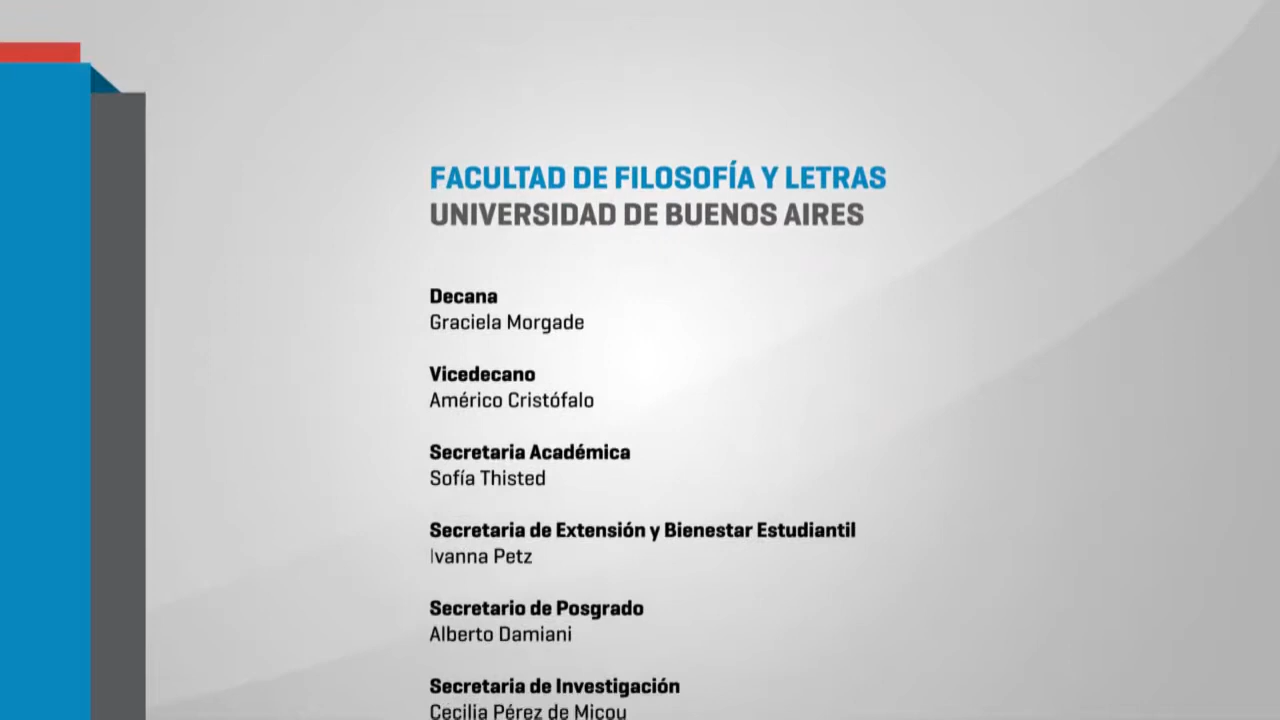 FACULTAD DE FILOSOFÍA Y LETRAS
UNIVERSIDAD DE BUENOS AIRES
Decana
Graciela Morgade
Vicedecano
Américo Cristófalo
Secretaria Académica
Sofía Thisted
Secretaria de Extensión y Bienestar Estudiantil
Ivanna Petz
Secretario de Posgrado
Alberto Damiani
Secretaria de Investigación
Cecilia Pérez de Micou